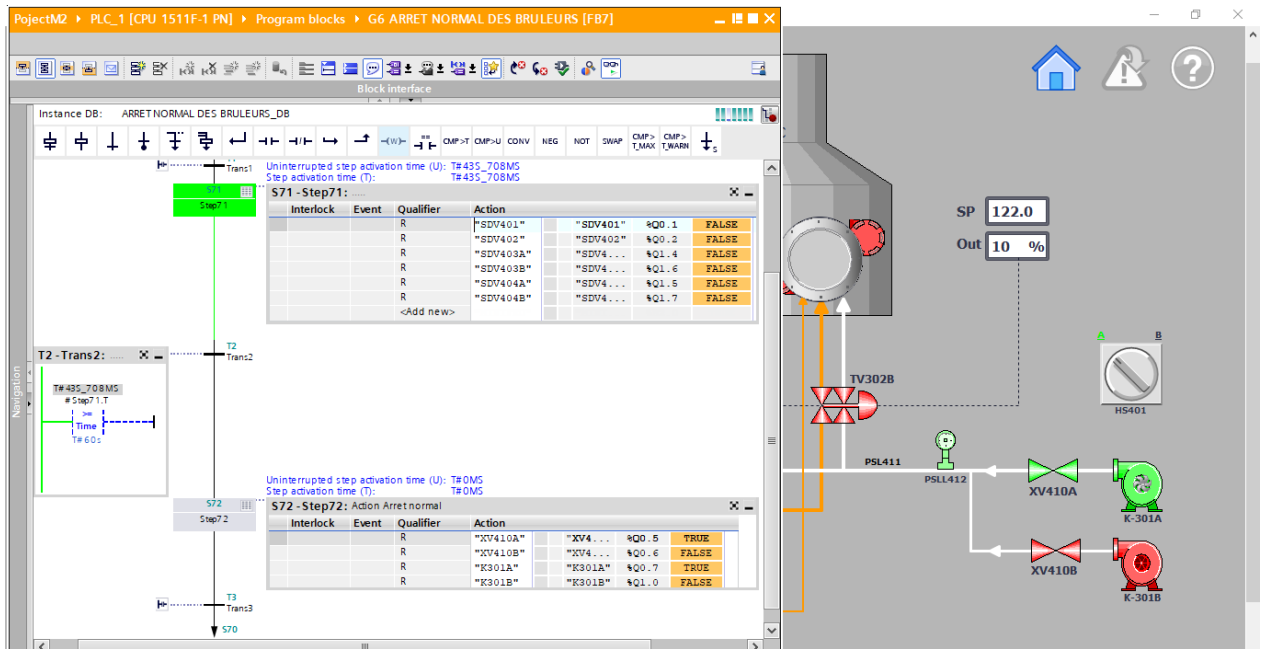 PojectM2 ▸ PLC_1 [CPU 1511F-1 PN] ▸ Program blocks ▸ G6 ARRET NORMAL DES BRULEURS [FB7]
Block interface
Instance DB: ARRET NORMAL DES BRULEURS_DB
CMP>T CMP>U CONV NEG NOT SWAP CMP> T_MAX CMP> T_WARN
Trans1
Uninterrupted step activation time (U): T#43S_708MS
Step activation time (T): T#43S_708MS
S71
Step71
S71 - Step71: .....
Interlock Event Qualifier Action
R "SDV401" "SDV401" %Q0.1 FALSE
R "SDV402" "SDV402" %Q0.2 FALSE
R "SDV403A" "SDV4... %Q1.4 FALSE
R "SDV403B" "SDV4... %Q1.6 FALSE
R "SDV404A" "SDV4... %Q1.5 FALSE
R "SDV404B" "SDV4... %Q1.7 FALSE
<Add new>
T2
Trans2
T2 - Trans2: .....
T#43S_708MS
#Step71.T
>=
Time
T#60s
Navigation
Uninterrupted step activation time (U): T#0MS
Step activation time (T): T#0MS
S72
Step72
S72 - Step72: Action Arret normal
Interlock Event Qualifier Action
R "XV410A" "XV4... %Q0.5 TRUE
R "XV410B" "XV4... %Q0.6 FALSE
R "K301A" "K301A" %Q0.7 TRUE
R "K301B" "K301B" %Q1.0 FALSE
T3
Trans3
S70
SP 122.0
Out 10 %
A B
HS401
TV302B
PSL411
PSLL412
XV410A
K-301A
XV410B
K-301B